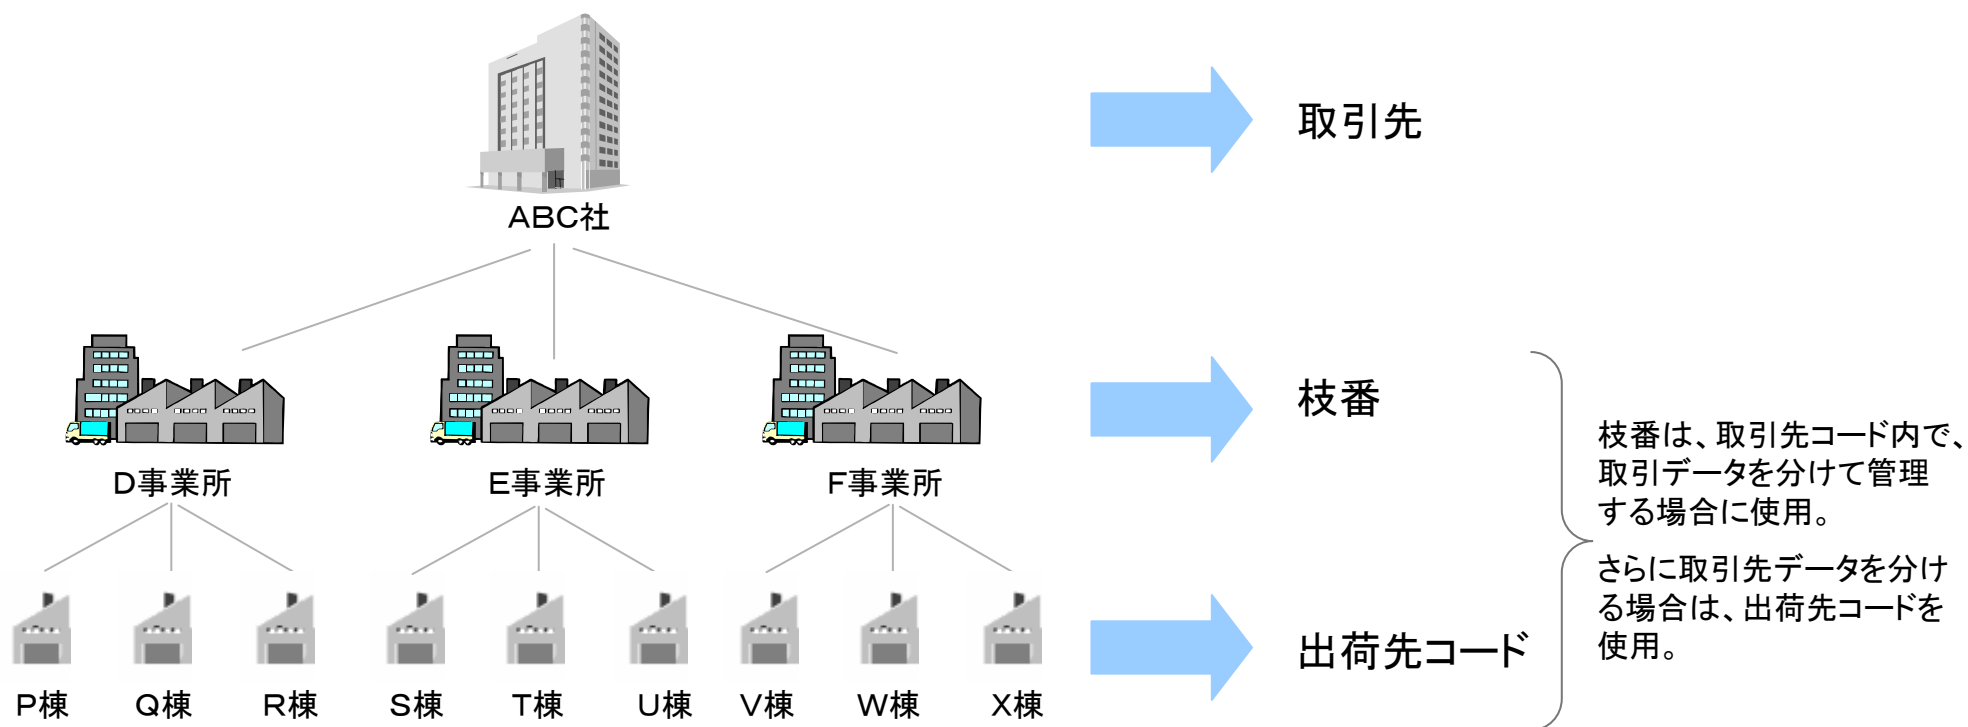 取引先
ABC社
枝番
D事業所
E事業所
F事業所
枝番は、取引先コード内で、
取引データを分けて管理
する場合に使用。
さらに取引先データを分け
る場合は、出荷先コードを
使用。
出荷先コード
P棟
Q棟
R棟
S棟
T棟
U棟
V棟
W棟
X棟